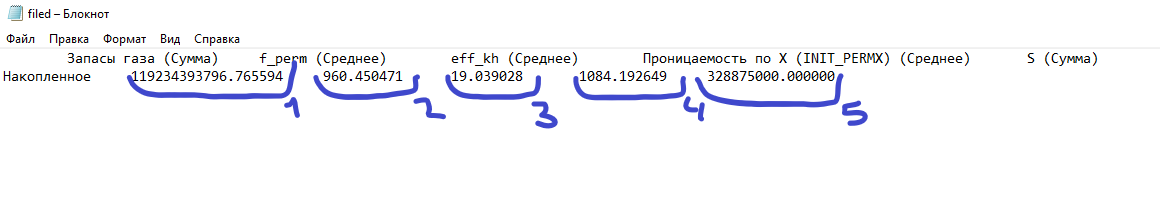 filed – Блокнот
Файл Правка Формат Вид Справка
Запасы газа (Сумма) f_perm (Среднее) eff_kh (Среднее) Проницаемость по X (INIT_PERMX) (Среднее) S (Сумма)
Накопленное 119234393796.765594 960.450471 19.039028 1084.192649 328875000.000000
1 2 3 4 5